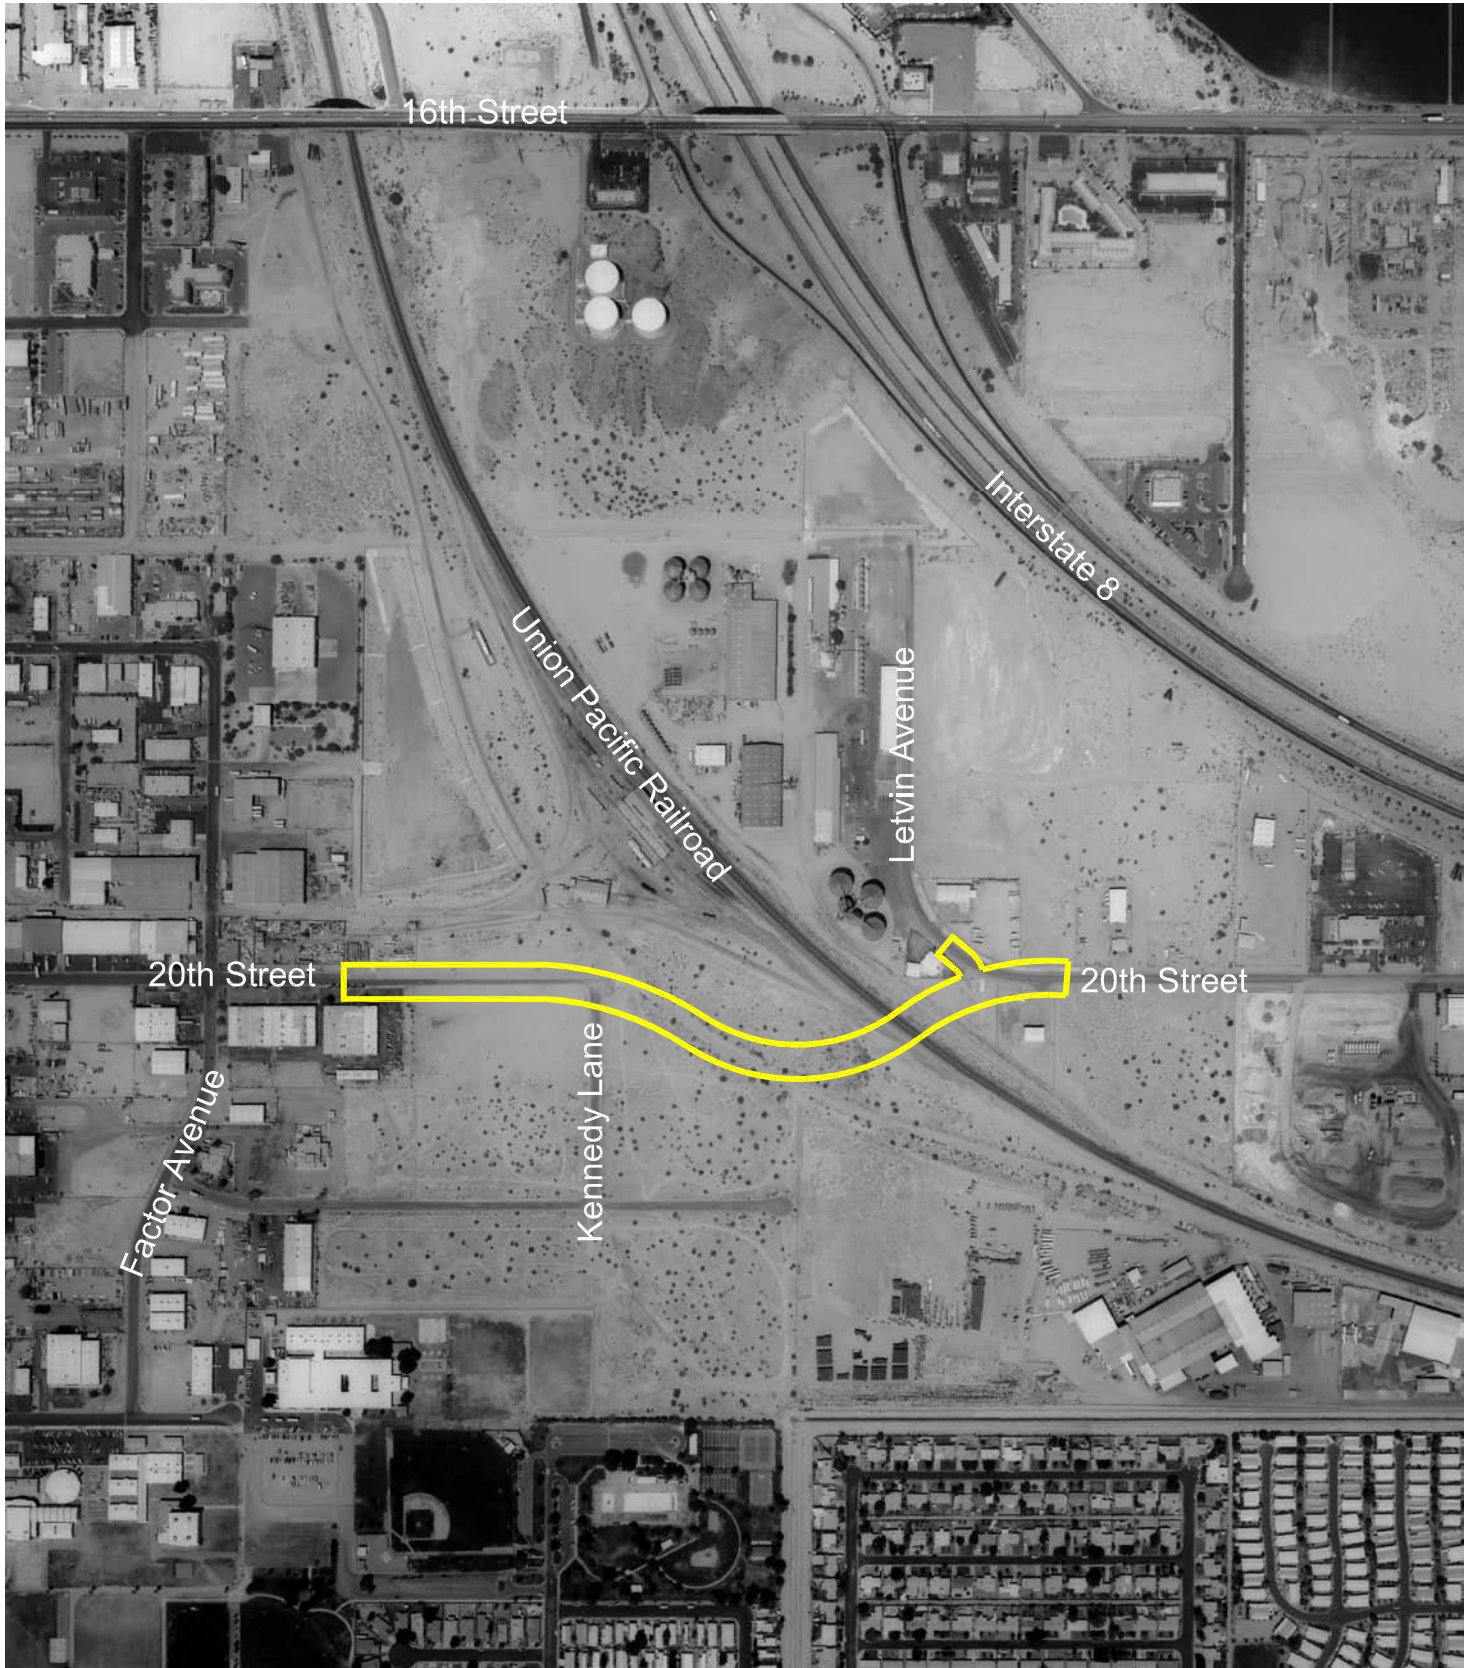 16th Street
Interstate 8
Union Pacific Railroad
Letvin Avenue
20th Street
20th Street
Kennedy Lane
Factor Avenue